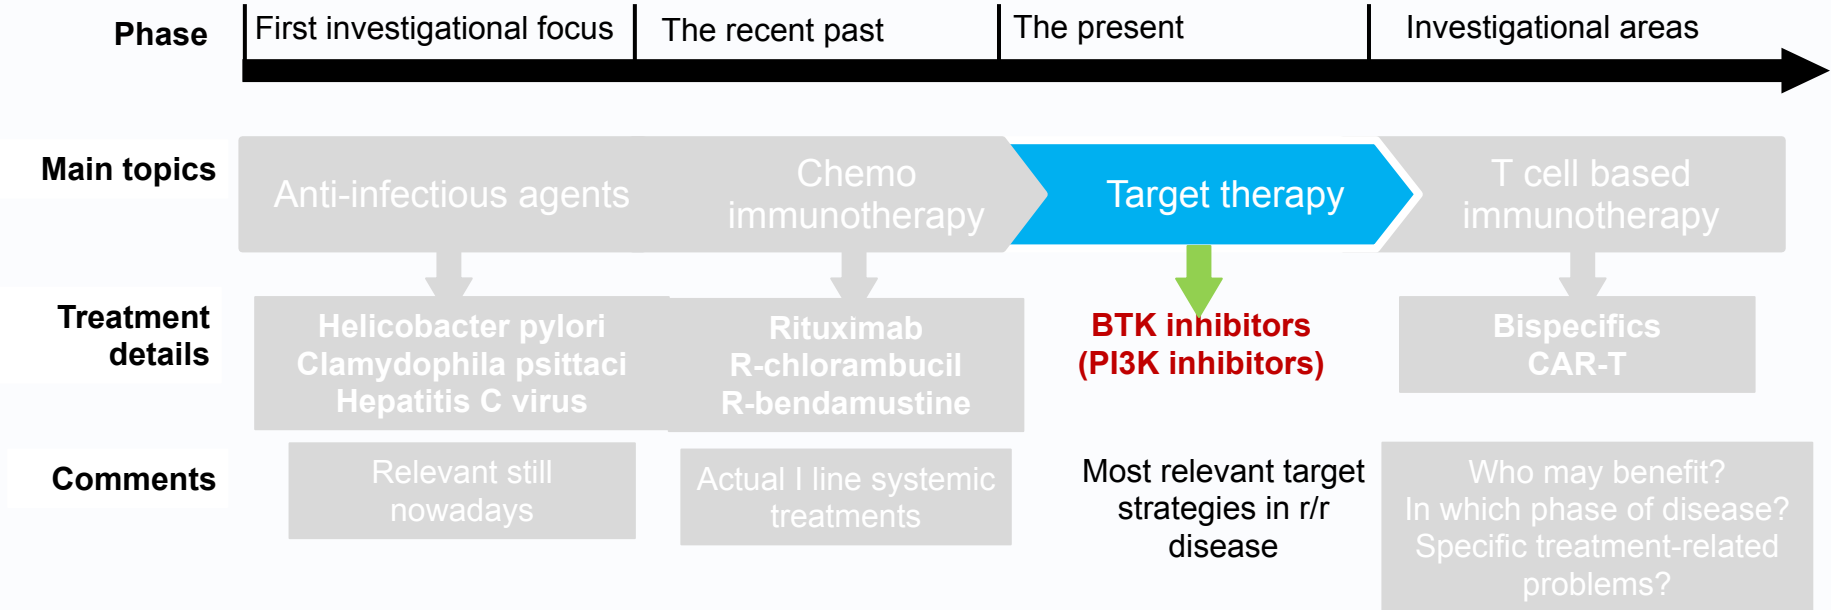 Phase
First investigational focus
The recent past
The present
Investigational areas
Main topics
Anti-infectious agents
Chemo
immunotherapy
Target therapy
T cell based
immunotherapy
Treatment
details
Helicobacter pylori
Clamydophila psittaci
Hepatitis C virus
Rituximab
R-chlorambucil
R-bendamustine
BTK inhibitors
(PI3K inhibitors)
Bispecifics
CAR-T
Comments
Relevant still
nowadays
Actual I line systemic
treatments
Most relevant target
strategies in r/r
disease
Who may benefit?
In which phase of disease?
Specific treatment-related
problems?